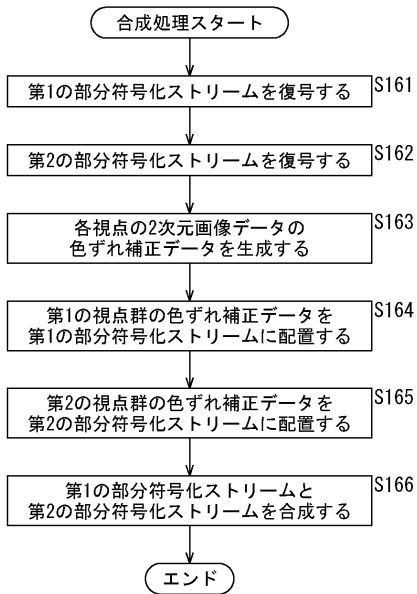 合成処理スタート
第1の部分符号化ストリームを復号する S161
第2の部分符号化ストリームを復号する S162
各視点の2次元画像データの S163
色ずれ補正データを生成する
第1の視点群の色ずれ補正データを S164
第1の部分符号化ストリームに配置する
第2の視点群の色ずれ補正データを S165
第2の部分符号化ストリームに配置する
第1の部分符号化ストリームと S166
第2の部分符号化ストリームを合成する
エンド